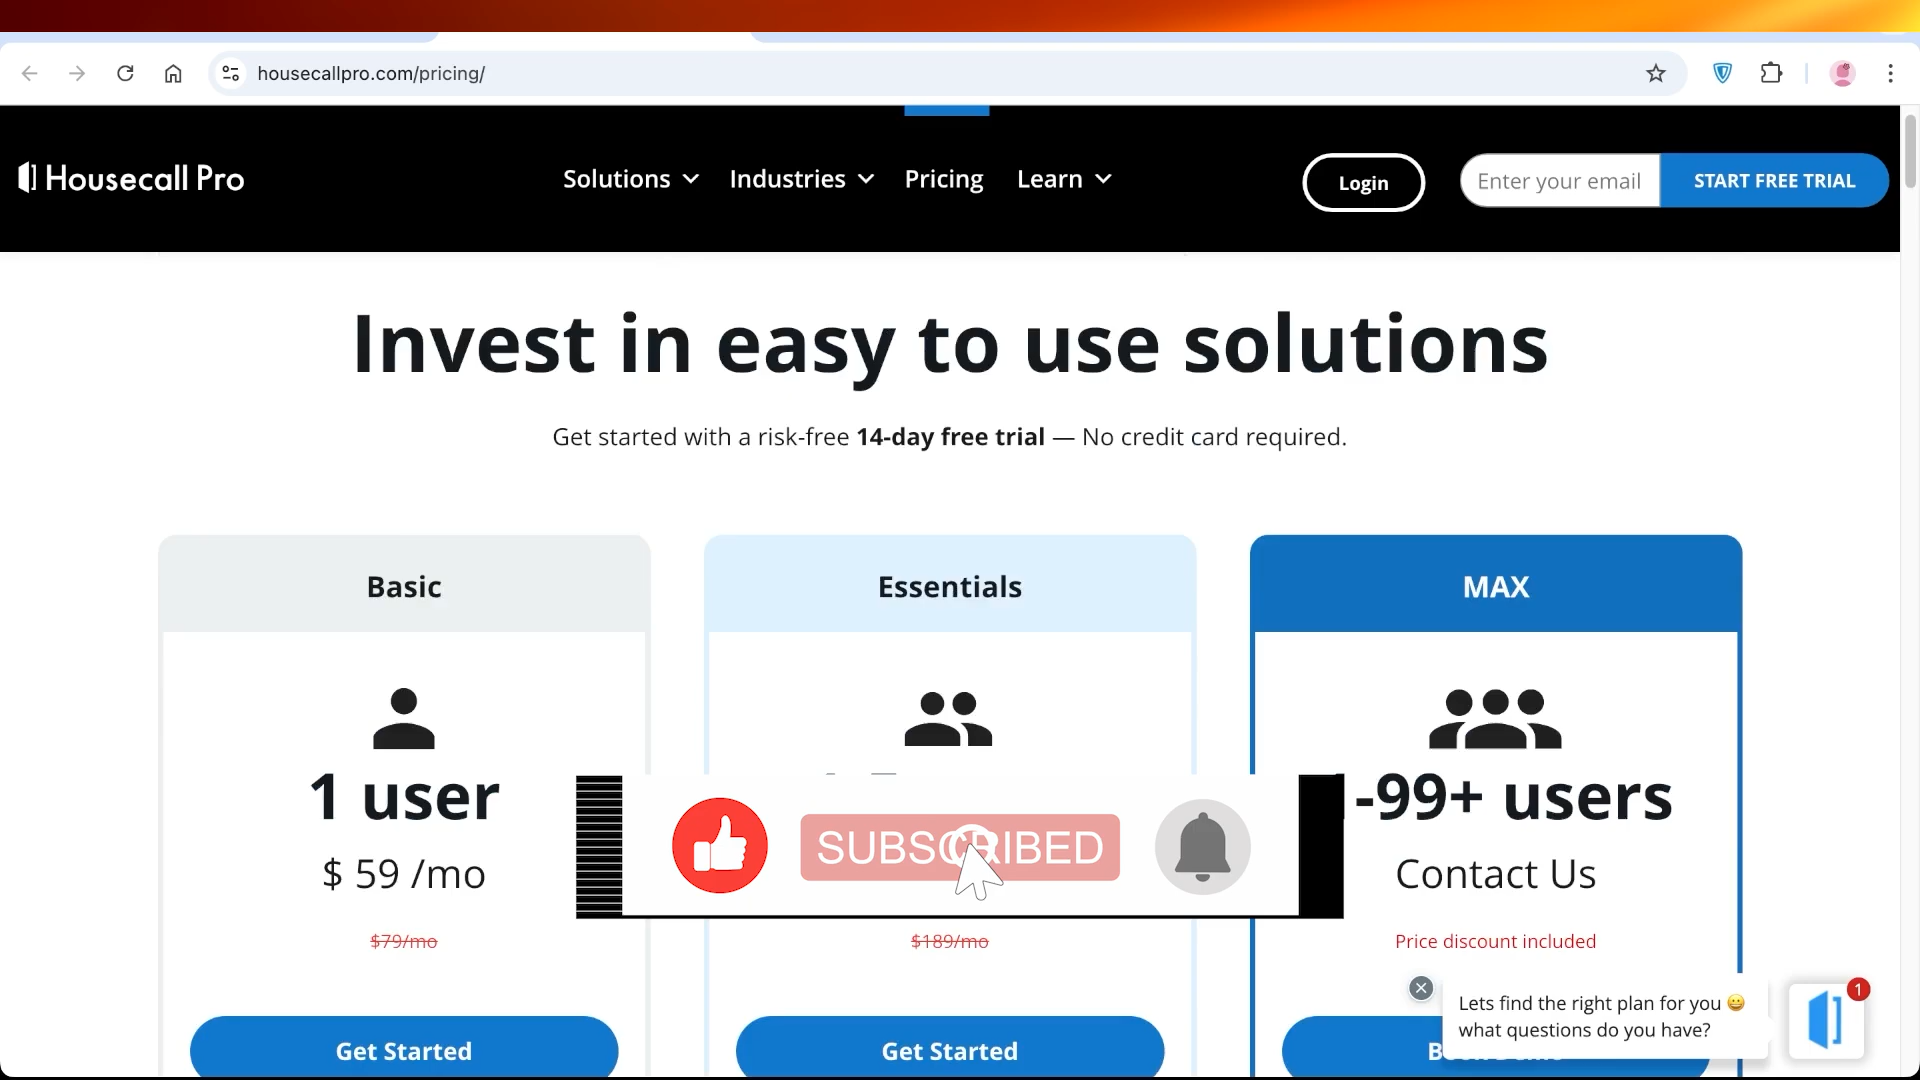 housecallpro.com/pricing/
Housecall Pro
Solutions Industries Pricing Learn
Login
Enter your email
START FREE TRIAL
Invest in easy to use solutions
Get started with a risk-free 14-day free trial — No credit card required.
Basic
1 user
$ 59 /mo
$79/mo
Get Started
Essentials
$189/mo
Get Started
MAX
-99+ users
Contact Us
Price discount included
SUBSCRIBED
Lets find the right plan for you 😀
what questions do you have?
1